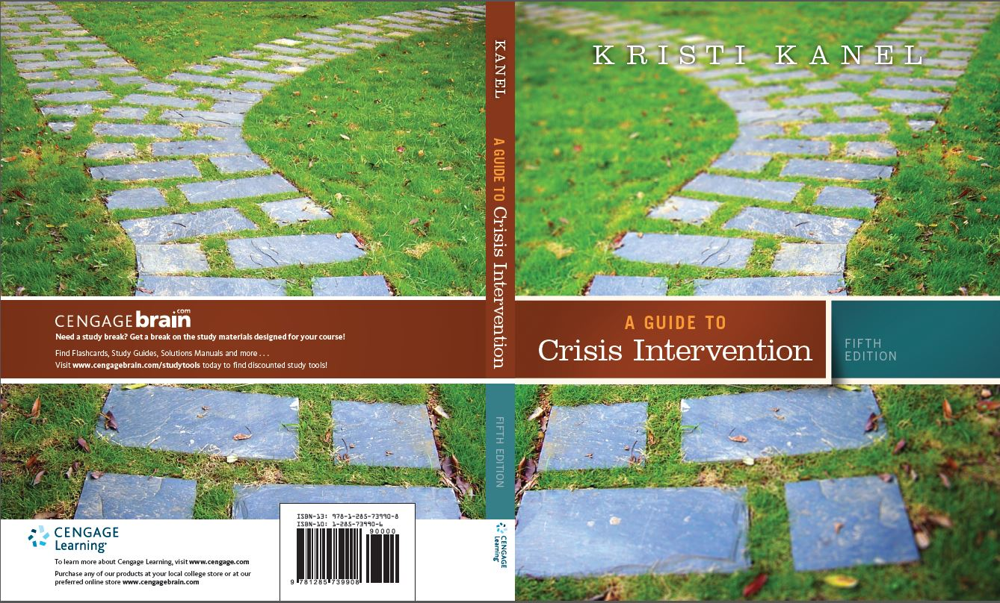 CENGAGEbrain.com
Need a study break? Get a break on the study materials designed for your course!
Find Flashcards, Study Guides, Solutions Manuals and more . . .
Visit www.cengagebrain.com/studytools today to find discounted study tools!
CENGAGE
Learning®
To learn more about Cengage Learning, visit www.cengage.com
Purchase any of our products at your local college store or at our
preferred online store www.cengagebrain.com
ISBN-13: 978-1-285-73990-8
ISBN-10: 1-285-73990-6
90000
9 781285 739908
KANEL
A GUIDE TO Crisis Intervention
FIFTH EDITION
CENGAGE
Learning®
KRISTI KANEL
A GUIDE TO
Crisis Intervention
FIFTH
EDITION